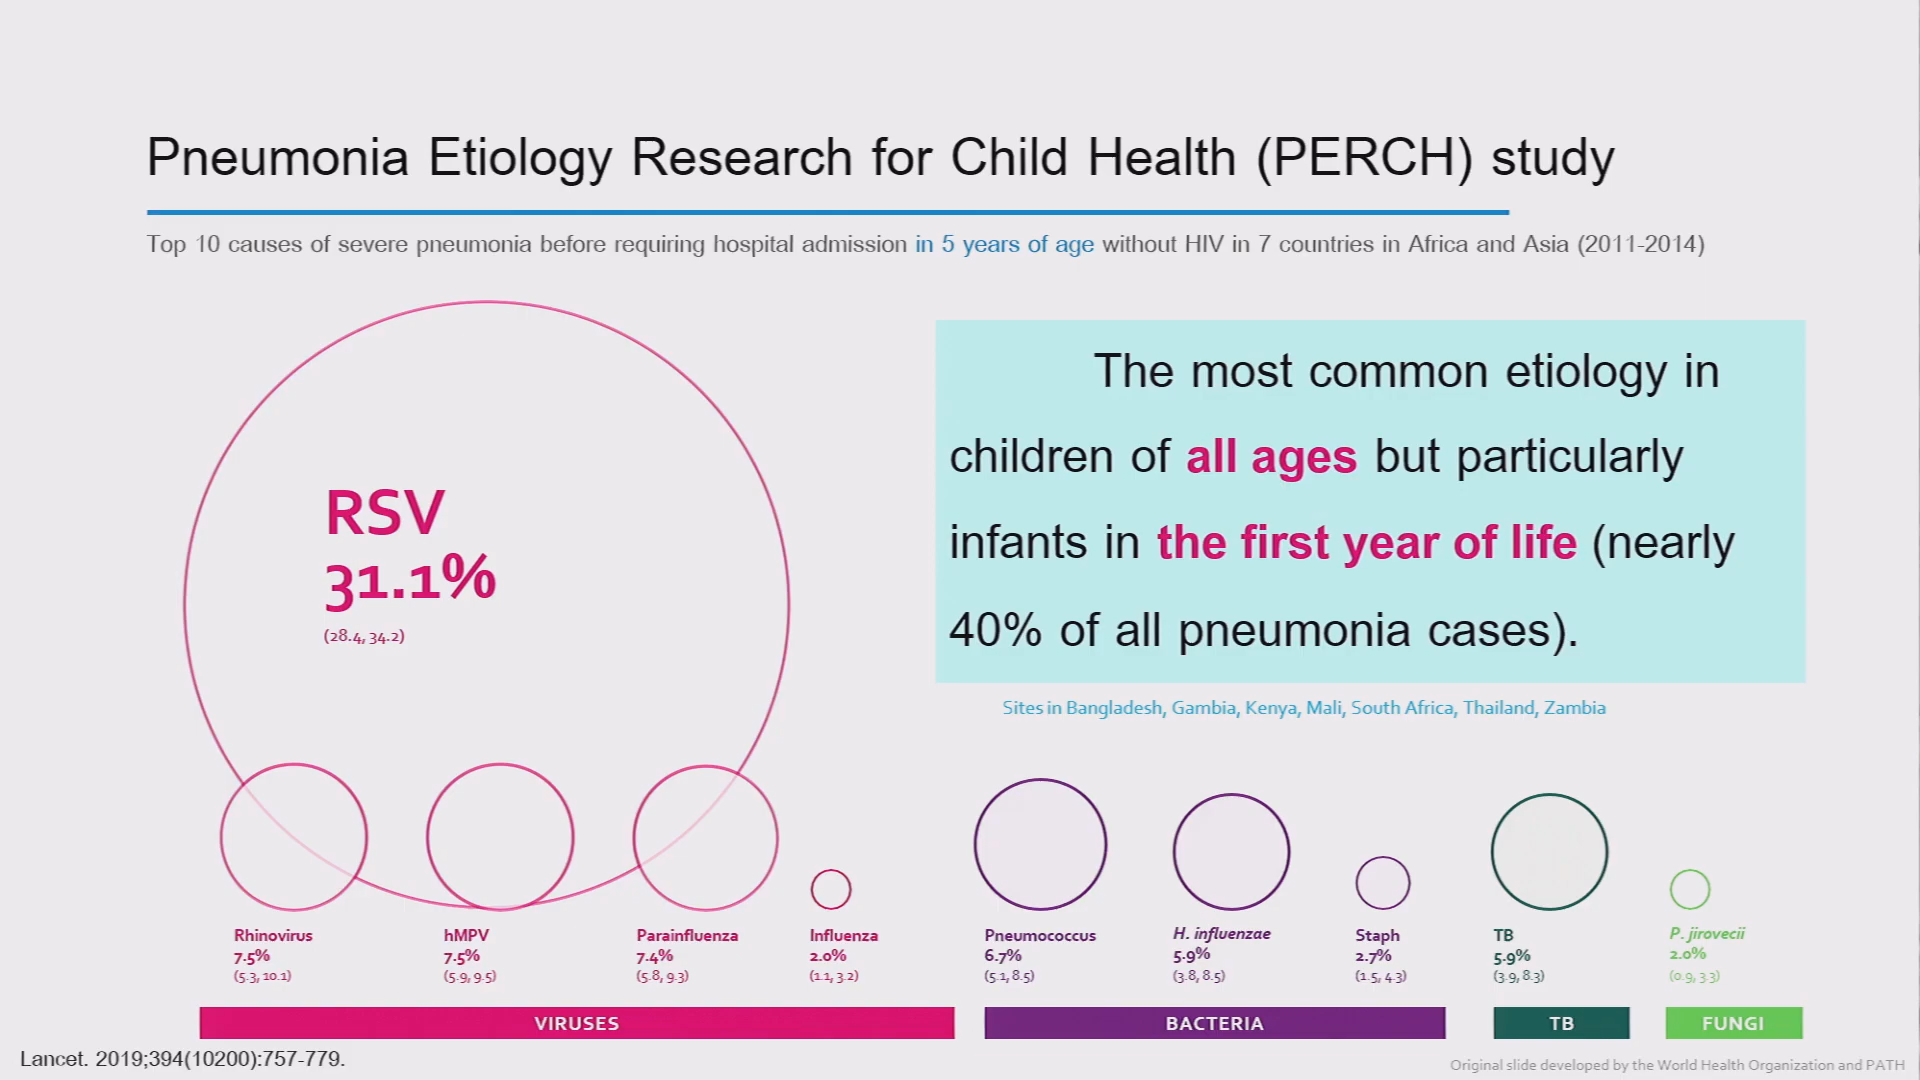 Pneumonia Etiology Research for Child Health (PERCH) study
Top 10 causes of severe pneumonia before requiring hospital admission in 5 years of age without HIV in 7 countries in Africa and Asia (2011-2014)
RSV
31.1%
(28.4, 34.2)
The most common etiology in
children of all ages but particularly
infants in the first year of life (nearly
40% of all pneumonia cases).
Sites in Bangladesh, Gambia, Kenya, Mali, South Africa, Thailand, Zambia
Rhinovirus
7.5%
(5.3, 10.1)
hMPV
7.5%
(5.9, 9.5)
Parainfluenza
7.4%
(5.8, 9.3)
Influenza
2.0%
(1.1, 3.2)
Pneumococcus
6.7%
(5.1, 8.5)
H. influenzae
5.9%
(3.8, 8.5)
Staph
2.7%
(1.5, 4.3)
TB
5.9%
(3.9, 8.3)
P. jirovecii
2.0%
(0.9, 3.3)
VIRUSES
BACTERIA
TB
FUNGI
Lancet. 2019;394(10200):757-779.
Original slide developed by the World Health Organization and PATH